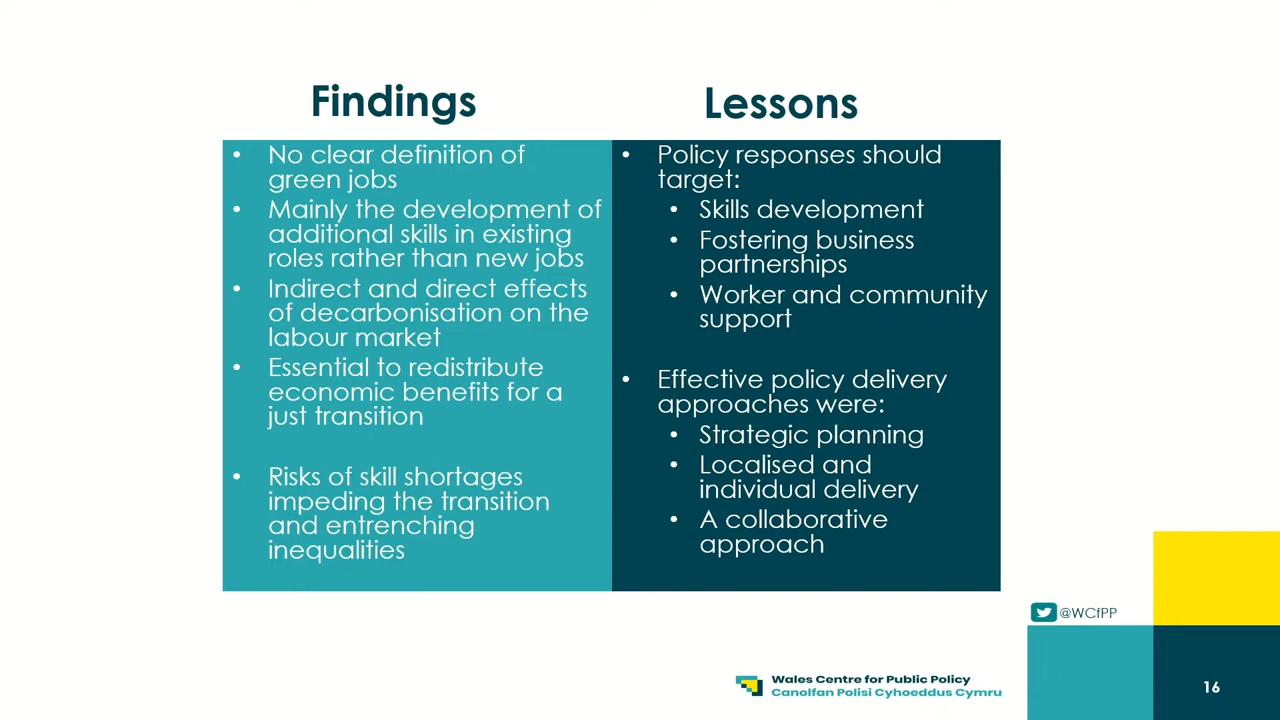 Findings
• No clear definition of
green jobs
• Mainly the development of
additional skills in existing
roles rather than new jobs
• Indirect and direct effects
of decarbonisation on the
labour market
• Essential to redistribute
economic benefits for a
just transition
• Risks of skill shortages
impeding the transition
and entrenching
inequalities
Lessons
• Policy responses should
target:
• Skills development
• Fostering business
partnerships
• Worker and community
support
• Effective policy delivery
approaches were:
• Strategic planning
• Localised and
individual delivery
• A collaborative
approach
@WCfPP
Wales Centre for Public Policy
Canolfan Polisi Cyhoeddus Cymru
16